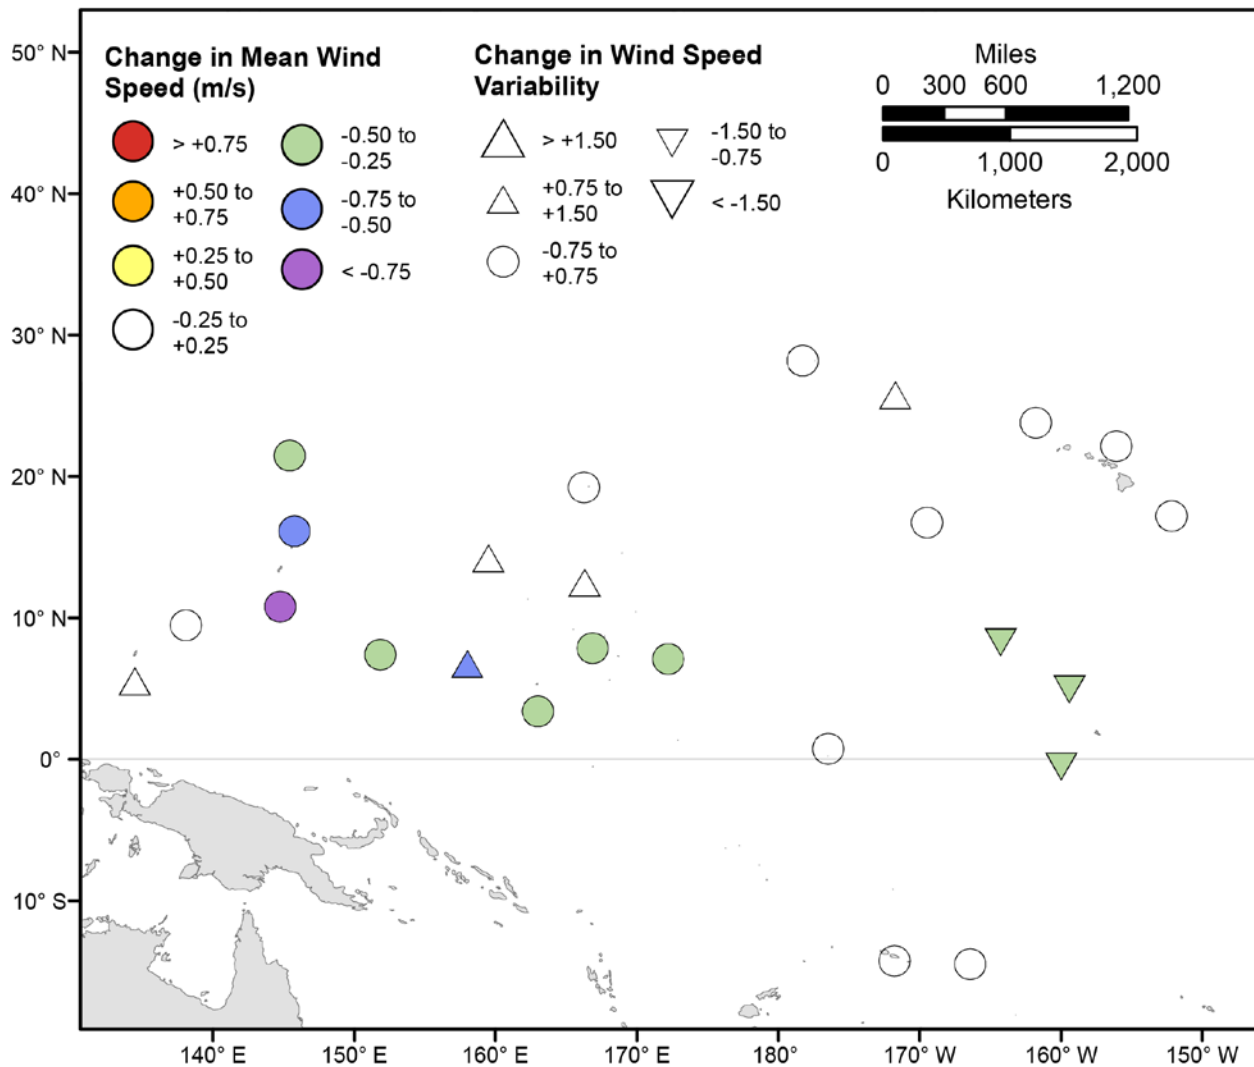 Change in Mean Wind
Speed (m/s)
> +0.75
+0.50 to
+0.75
+0.25 to
+0.50
-0.25 to
+0.25
-0.50 to
-0.25
-0.75 to
-0.50
< -0.75
Change in Wind Speed
Variability
> +1.50
+0.75 to
+1.50
-0.75 to
+0.75
-1.50 to
-0.75
< -1.50
Miles
0 300 600 1,200
0 1,000 2,000
Kilometers
50° N
40° N
30° N
20° N
10° N
0°
10° S
140° E 150° E 160° E 170° E 180° 170° W 160° W 150° W